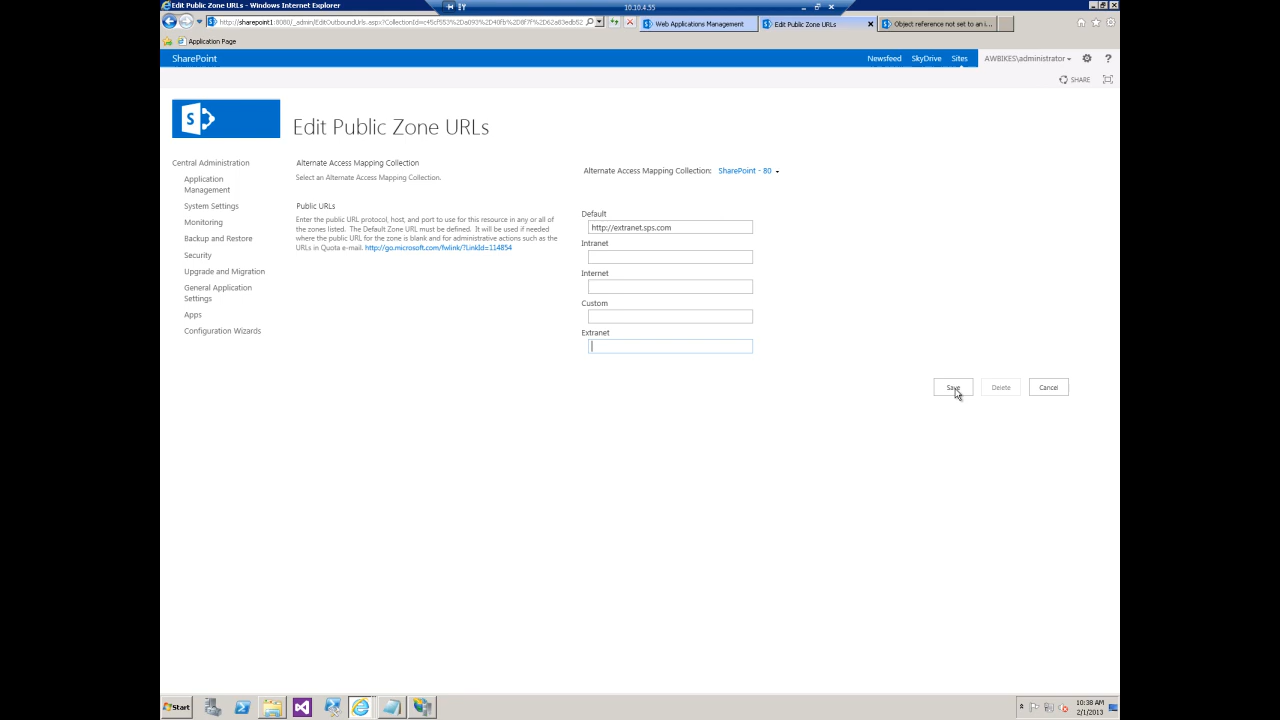 Edit Public Zone URLs - Windows Internet Explorer
10.10.4.55
Web Applications Management
Edit Public Zone URLs
Object reference not set to an i...
Application Page
SharePoint
Newsfeed
SkyDrive
Sites
AWBIKES\administrator
?
SHARE
S
Edit Public Zone URLs
Central Administration
Application
Management
System Settings
Monitoring
Backup and Restore
Security
Upgrade and Migration
General Application
Settings
Apps
Configuration Wizards
Alternate Access Mapping Collection
Select an Alternate Access Mapping Collection.
Alternate Access Mapping Collection: SharePoint - 80
Public URLs
Enter the public URL protocol, host, and port to use for this resource in any or all of
the zones listed. The Default Zone URL must be defined. It will be used if needed
where the public URL for the zone is blank and for administrative actions such as the
URLs in Quota e-mail. http://go.microsoft.com/fwlink/?LinkId=114854
Default
http://extranet.sps.com
Intranet
Internet
Custom
Extranet
Save
Delete
Cancel
Start
10:38 AM
2/1/2013